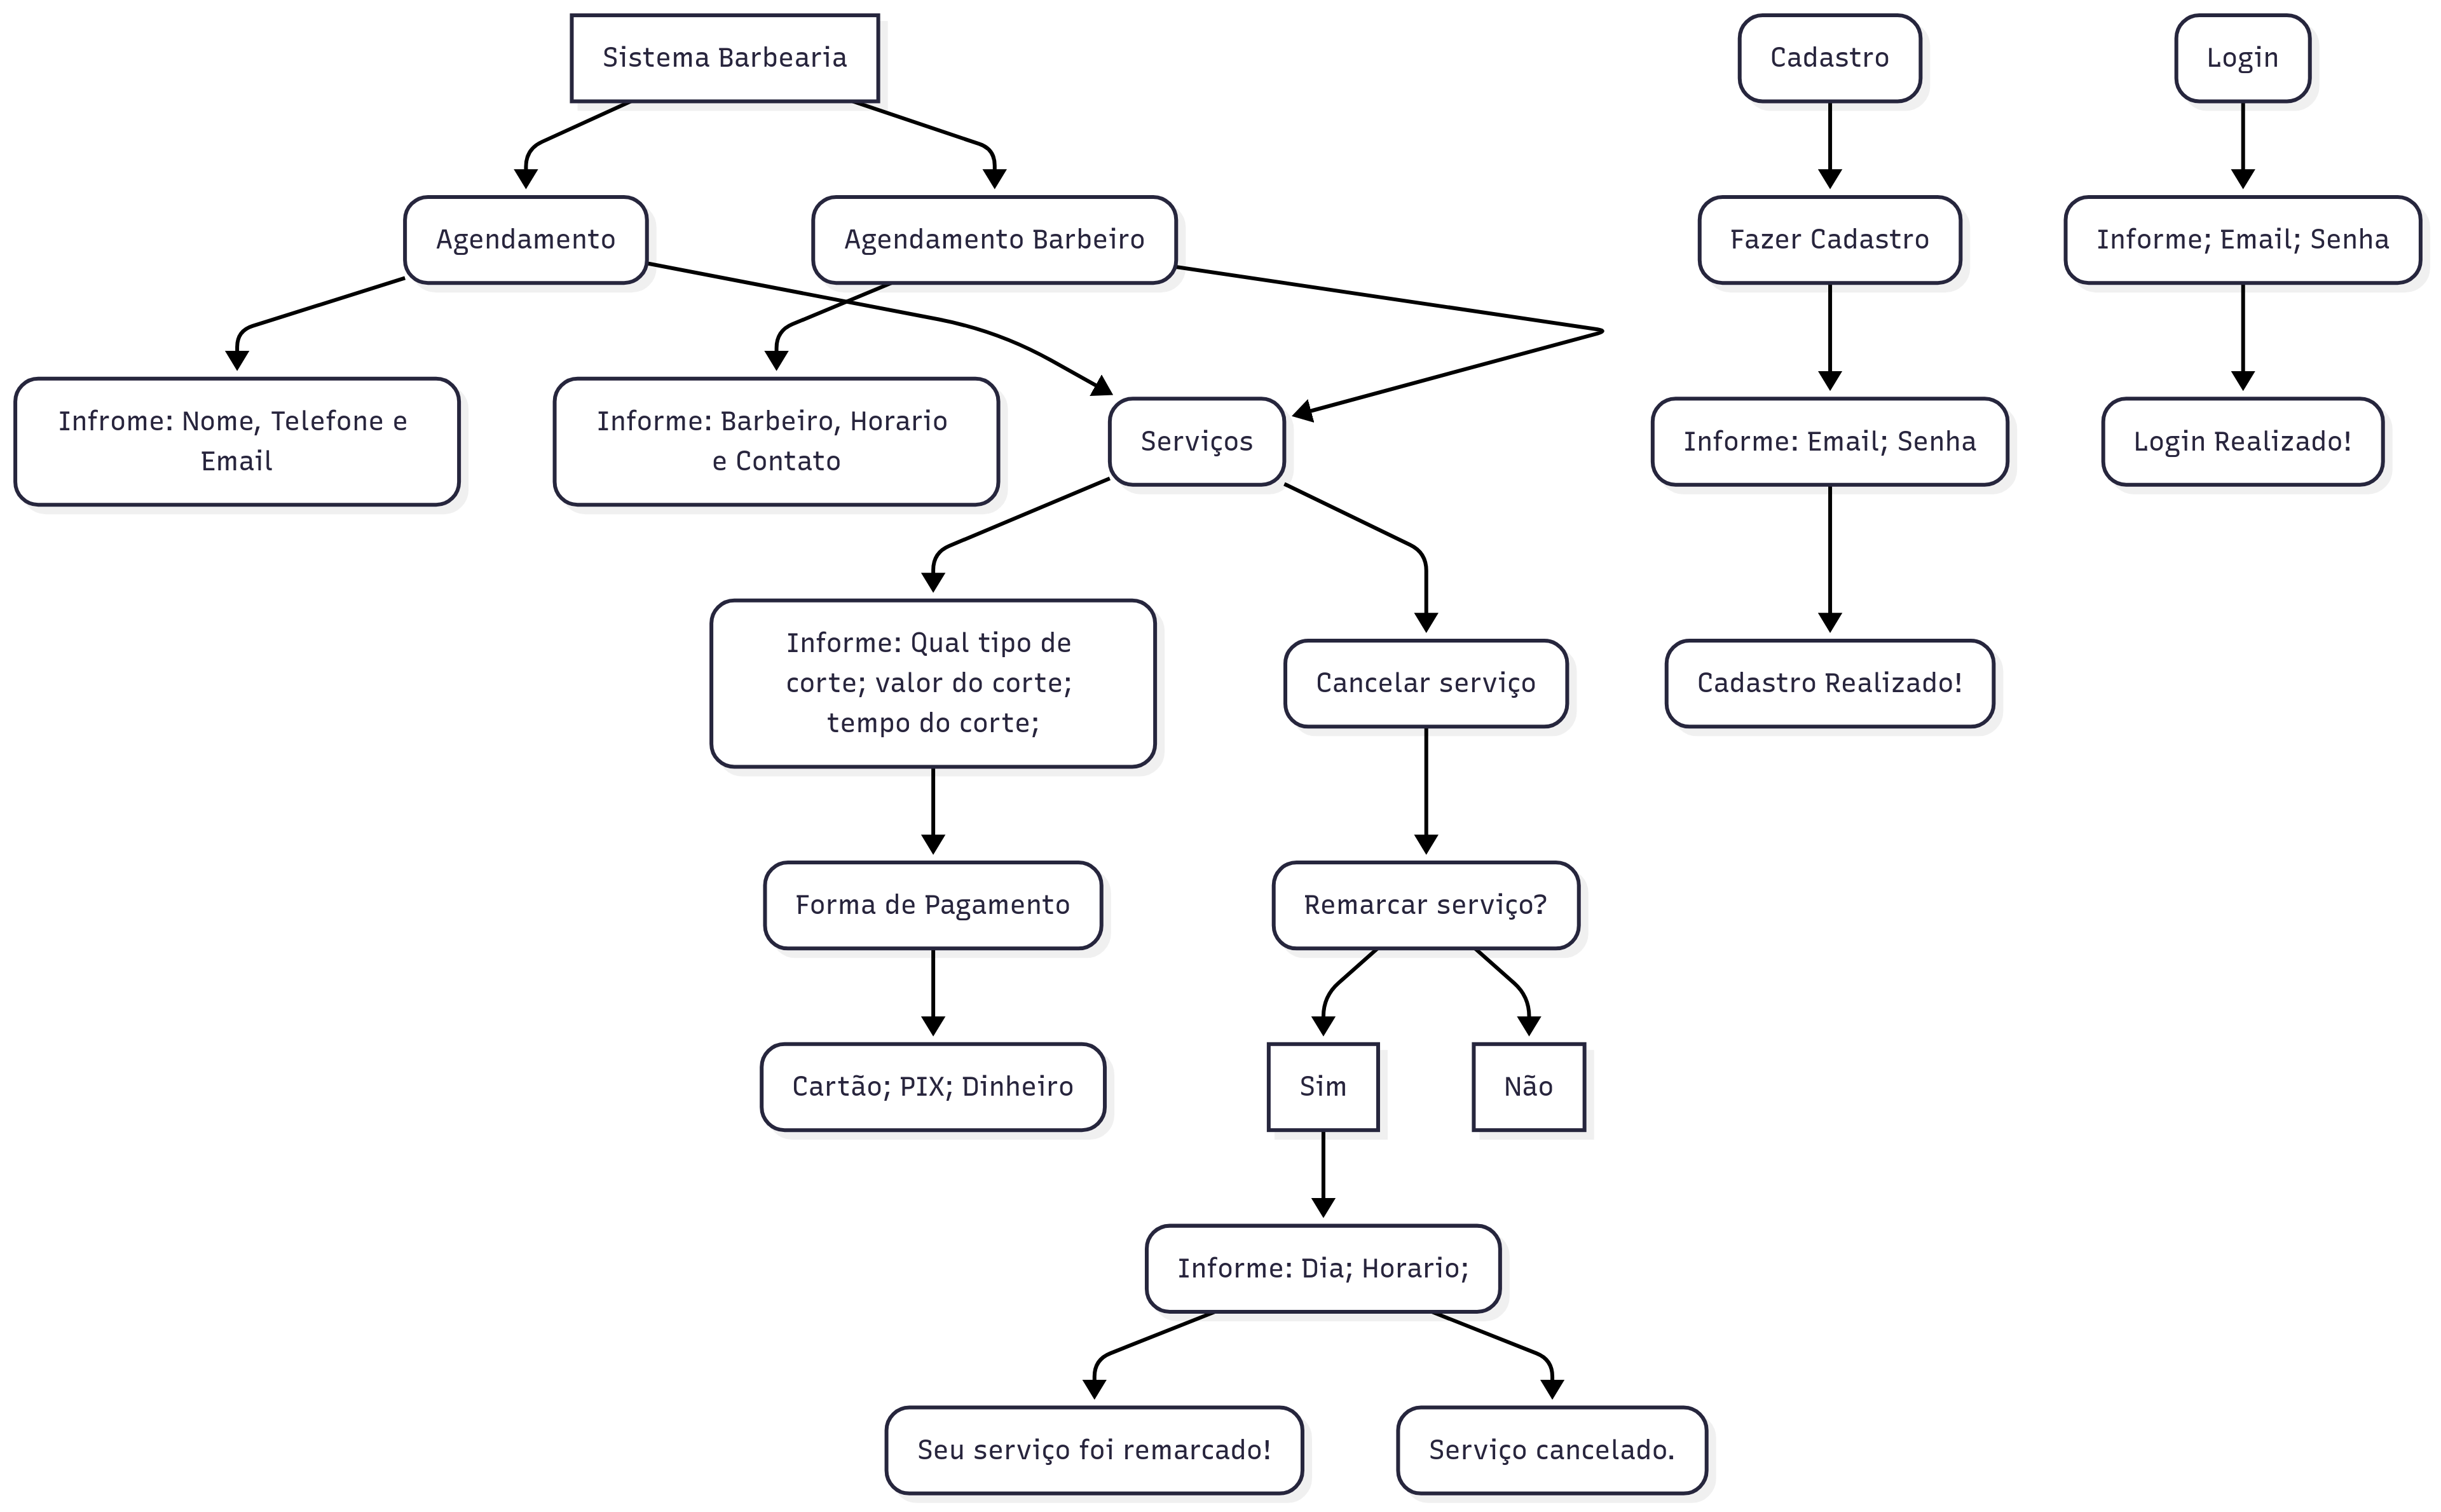 Sistema Barbearia
Cadastro
Login
Agendamento
Agendamento Barbeiro
Fazer Cadastro
Informe; Email; Senha
Infrome: Nome, Telefone e
Email
Informe: Barbeiro, Horario
e Contato
Serviços
Informe: Email; Senha
Login Realizado!
Informe: Qual tipo de
corte; valor do corte;
tempo do corte;
Cancelar serviço
Cadastro Realizado!
Forma de Pagamento
Remarcar serviço?
Cartão; PIX; Dinheiro
Sim
Não
Informe: Dia; Horario;
Seu serviço foi remarcado!
Serviço cancelado.